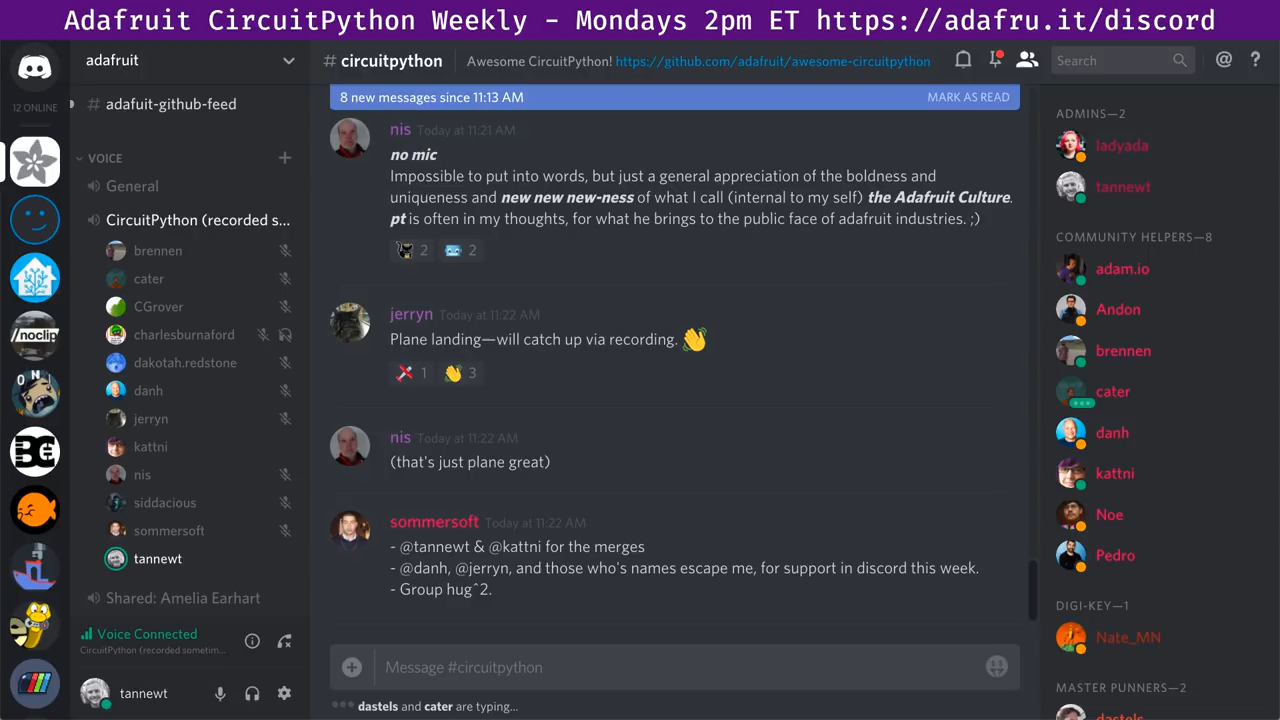 Adafruit CircuitPython Weekly – Mondays 2pm ET https://adafru.it/discord
adafruit
12 ONLINE
# adafuit-github-feed
VOICE
General
CircuitPython (recorded s...
brennen
cater
CGrover
charlesburnaford
dakotah.redstone
danh
jerryn
kattni
nis
siddacious
sommersoft
tannewt
Shared: Amelia Earhart
Voice Connected
CircuitPython (recorded sometim...
tannewt
/noclip
# circuitpython
Awesome CircuitPython! https://github.com/adafruit/awesome-circuitpython
Search
@
?
8 new messages since 11:13 AM
MARK AS READ
nis Today at 11:21 AM
no mic
Impossible to put into words, but just a general appreciation of the boldness and
uniqueness and new new new-ness of what I call (internal to my self) the Adafruit Culture.
pt is often in my thoughts, for what he brings to the public face of adafruit industries. ;)
2 2
jerryn Today at 11:22 AM
Plane landing—will catch up via recording.
1 3
nis Today at 11:22 AM
(that's just plane great)
sommersoft Today at 11:22 AM
- @tannewt & @kattni for the merges
- @danh, @jerryn, and those who's names escape me, for support in discord this week.
- Group hug^2.
Message #circuitpython
dastels and cater are typing...
ADMINS—2
ladyada
tannewt
COMMUNITY HELPERS—8
adam.io
Andon
brennen
cater
danh
kattni
Noe
Pedro
DIGI-KEY—1
Nate_MN
MASTER PUNNERS—2
dastels